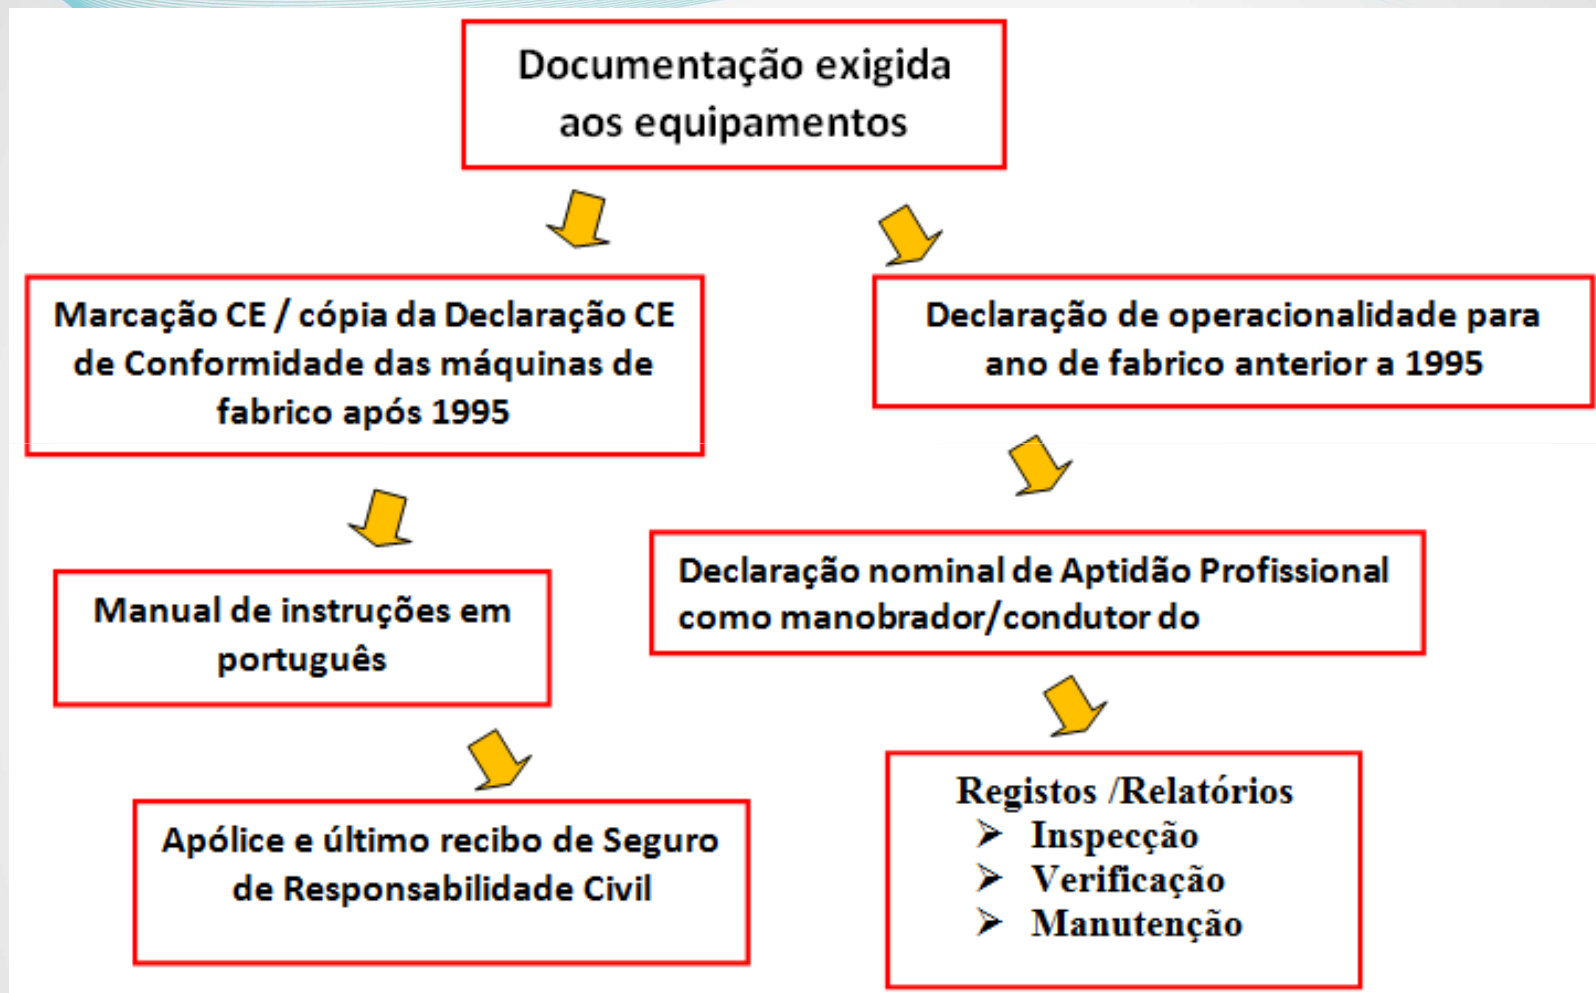 Documentação exigida
aos equipamentos
Marcação CE / cópia da Declaração CE
de Conformidade das máquinas de
fabrico após 1995
Declaração de operacionalidade para
ano de fabrico anterior a 1995
Manual de instruções em
português
Declaração nominal de Aptidão Profissional
como manobrador/condutor do
Apólice e último recibo de Seguro
de Responsabilidade Civil
Registos /Relatórios
➢ Inspecção
➢ Verificação
➢ Manutenção